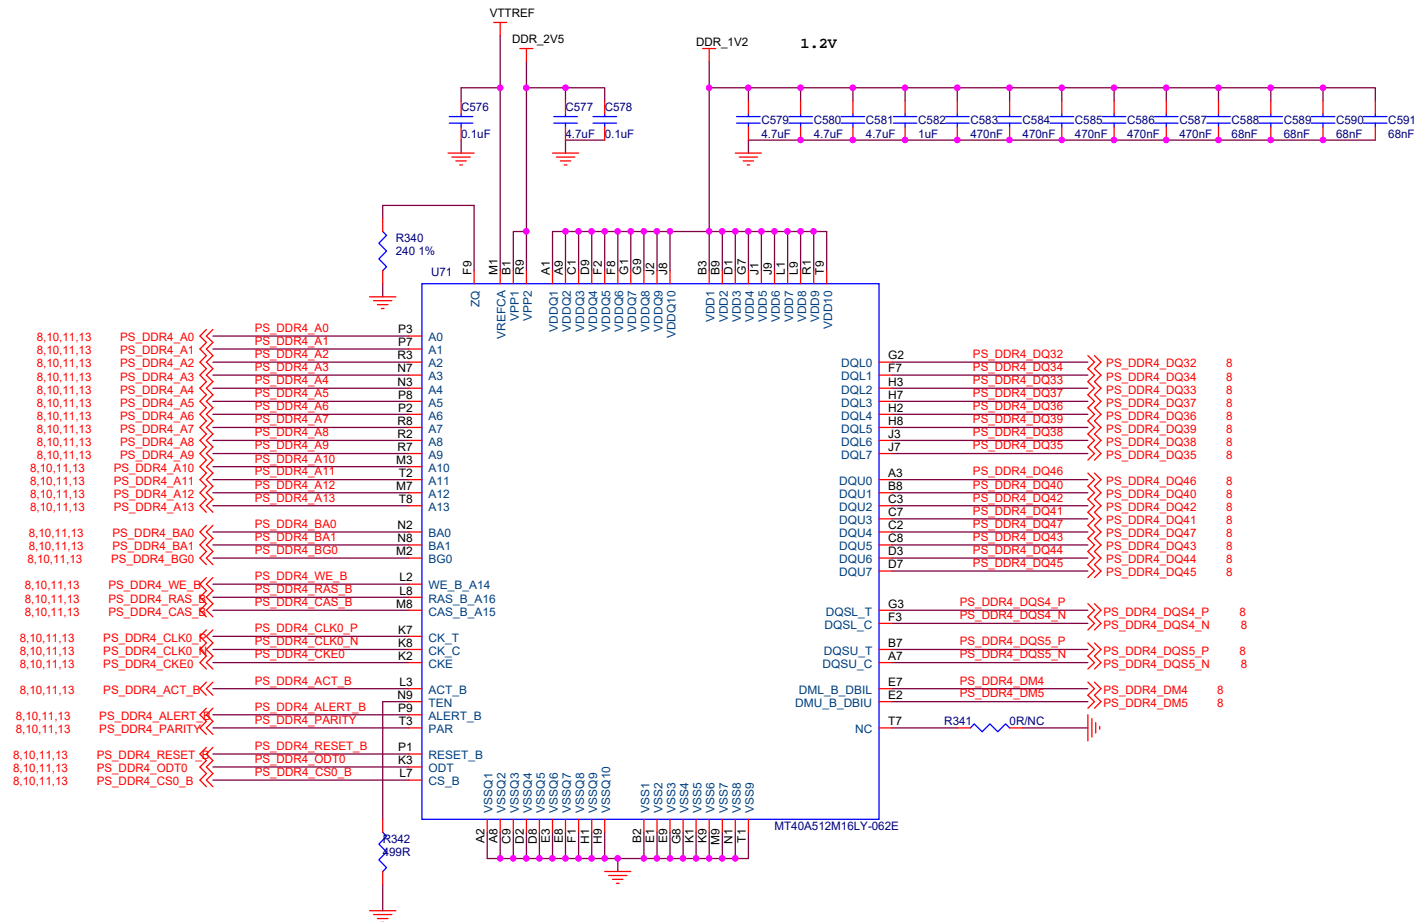 VTTREF
DDR_2V5
DDR_1V2
1.2V
C576
0.1uF
C577
4.7uF
C578
0.1uF
C579
4.7uF
C580
4.7uF
C581
4.7uF
C582
1uF
C583
470nF
C584
470nF
C585
470nF
C586
470nF
C587
470nF
C588
68nF
C589
68nF
C590
68nF
C591
68nF
R340
240 1%
U71
F9 M1 B1 R9 A1 A9 C1 D9 F2 F8 G1 G9 J2 J8 B3 B9 D1 G7 J1 J9 L1 L9 R1 T9
ZQ VREFCA VPP1 VPP2 VDDQ1 VDDQ2 VDDQ3 VDDQ4 VDDQ5 VDDQ6 VDDQ7 VDDQ8 VDDQ9 VDDQ10 VDD1 VDD2 VDD3 VDD4 VDD5 VDD6 VDD7 VDD8 VDD9 VDD10
8,10,11,13 PS_DDR4_A0 PS_DDR4_A0 P3 A0
8,10,11,13 PS_DDR4_A1 PS_DDR4_A1 P7 A1
8,10,11,13 PS_DDR4_A2 PS_DDR4_A2 R3 A2
8,10,11,13 PS_DDR4_A3 PS_DDR4_A3 N7 A3
8,10,11,13 PS_DDR4_A4 PS_DDR4_A4 N3 A4
8,10,11,13 PS_DDR4_A5 PS_DDR4_A5 P8 A5
8,10,11,13 PS_DDR4_A6 PS_DDR4_A6 P2 A6
8,10,11,13 PS_DDR4_A7 PS_DDR4_A7 R8 A7
8,10,11,13 PS_DDR4_A8 PS_DDR4_A8 R2 A8
8,10,11,13 PS_DDR4_A9 PS_DDR4_A9 R7 A9
8,10,11,13 PS_DDR4_A10 PS_DDR4_A10 M3 A10
8,10,11,13 PS_DDR4_A11 PS_DDR4_A11 T2 A11
8,10,11,13 PS_DDR4_A12 PS_DDR4_A12 M7 A12
8,10,11,13 PS_DDR4_A13 PS_DDR4_A13 T8 A13
8,10,11,13 PS_DDR4_BA0 PS_DDR4_BA0 N2 BA0
8,10,11,13 PS_DDR4_BA1 PS_DDR4_BA1 N8 BA1
8,10,11,13 PS_DDR4_BG0 PS_DDR4_BG0 M2 BG0
8,10,11,13 PS_DDR4_WE_B PS_DDR4_WE_B L2 WE_B_A14
8,10,11,13 PS_DDR4_RAS_B PS_DDR4_RAS_B L8 RAS_B_A16
8,10,11,13 PS_DDR4_CAS_B PS_DDR4_CAS_B M8 CAS_B_A15
8,10,11,13 PS_DDR4_CLK0_P PS_DDR4_CLK0_P K7 CK_T
8,10,11,13 PS_DDR4_CLK0_N PS_DDR4_CLK0_N K8 CK_C
8,10,11,13 PS_DDR4_CKE0 PS_DDR4_CKE0 K2 CKE
8,10,11,13 PS_DDR4_ACT_B PS_DDR4_ACT_B L3 ACT_B
N9 TEN
8,10,11,13 PS_DDR4_ALERT_B PS_DDR4_ALERT_B P9 ALERT_B
8,10,11,13 PS_DDR4_PARITY PS_DDR4_PARITY T3 PAR
8,10,11,13 PS_DDR4_RESET_B PS_DDR4_RESET_B P1 RESET_B
8,10,11,13 PS_DDR4_ODT0 PS_DDR4_ODT0 K3 ODT
8,10,11,13 PS_DDR4_CS0_B PS_DDR4_CS0_B L7 CS_B
DQL0 G2 PS_DDR4_DQ32 PS_DDR4_DQ32 8
DQL1 F7 PS_DDR4_DQ34 PS_DDR4_DQ34 8
DQL2 H3 PS_DDR4_DQ33 PS_DDR4_DQ33 8
DQL3 H7 PS_DDR4_DQ37 PS_DDR4_DQ37 8
DQL4 H2 PS_DDR4_DQ36 PS_DDR4_DQ36 8
DQL5 H8 PS_DDR4_DQ39 PS_DDR4_DQ39 8
DQL6 J3 PS_DDR4_DQ38 PS_DDR4_DQ38 8
DQL7 J7 PS_DDR4_DQ35 PS_DDR4_DQ35 8
DQU0 A3 PS_DDR4_DQ46 PS_DDR4_DQ46 8
DQU1 B8 PS_DDR4_DQ40 PS_DDR4_DQ40 8
DQU2 C3 PS_DDR4_DQ42 PS_DDR4_DQ42 8
DQU3 C7 PS_DDR4_DQ41 PS_DDR4_DQ41 8
DQU4 C2 PS_DDR4_DQ47 PS_DDR4_DQ47 8
DQU5 C8 PS_DDR4_DQ43 PS_DDR4_DQ43 8
DQU6 D3 PS_DDR4_DQ44 PS_DDR4_DQ44 8
DQU7 D7 PS_DDR4_DQ45 PS_DDR4_DQ45 8
DQSL_T G3 PS_DDR4_DQS4_P PS_DDR4_DQS4_P 8
DQSL_C F3 PS_DDR4_DQS4_N PS_DDR4_DQS4_N 8
DQSU_T B7 PS_DDR4_DQS5_P PS_DDR4_DQS5_P 8
DQSU_C A7 PS_DDR4_DQS5_N PS_DDR4_DQS5_N 8
DML_B_DBIL E7 PS_DDR4_DM4 PS_DDR4_DM4 8
DMU_B_DBIU E2 PS_DDR4_DM5 PS_DDR4_DM5 8
NC T7 R341 0R/NC
VSSQ1 VSSQ2 VSSQ3 VSSQ4 VSSQ5 VSSQ6 VSSQ7 VSSQ8 VSSQ9 VSSQ10 VSS1 VSS2 VSS3 VSS4 VSS5 VSS6 VSS7 VSS8 VSS9
A2 A8 C9 D2 D8 E3 E8 F1 H1 H9 B2 E1 E9 G8 K1 K9 M9 N1 T1
MT40A512M16LY-062E
R342
499R